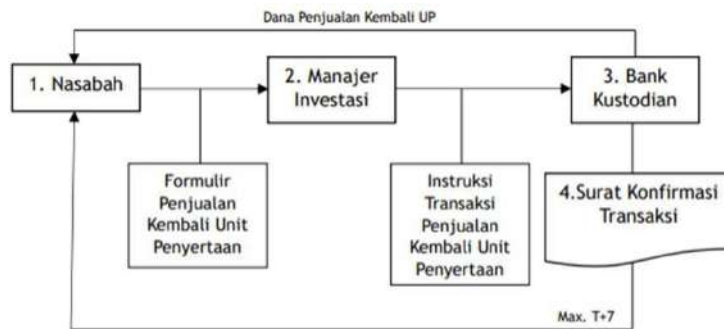 Dana Penjualan Kembali UP
1. Nasabah
2. Manajer
Investasi
3. Bank
Kustodian
Formulir
Penjualan
Kembali Unit
Penyertaan
Instruksi
Transaksi
Penjualan
Kembali Unit
Penyertaan
4.Surat Konfirmasi
Transaksi
Max. T+7